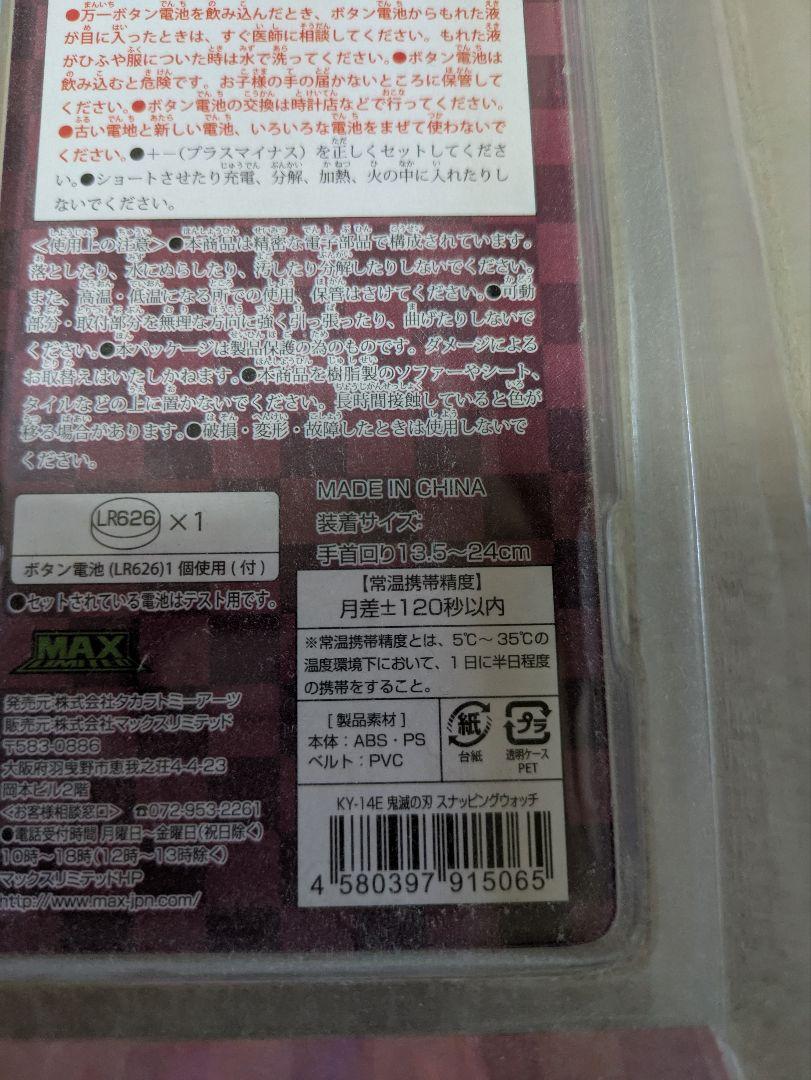 ●万一ボタン電池を飲み込んだとき、ボタン電池からもれた液
が目に入ったときは、すぐ医師に相談してください。もれた液
がひふや服についた時は水で洗ってください。●ボタン電池は
飲み込むと危険です。お子様の手の届かないところに保管して
ください。●ボタン電池の交換は時計店などで行ってください。
●古い電地と新しい電池、いろいろな電池をまぜて使わないで
ください。●+-(プラスマイナス)を正しくセットしてくださ
い。●ショートさせたり充電、分解、加熱、火の中に入れたりし
ないでください。
<使用上の注意>●本商品は精密な電子部品で構成されています。
落としたり、水にぬらしたり、汚したり分解したりしないでください。
また、高温・低温になる所での使用、保管はさけてください。●可動
部分・取付部分を無理な方向に強く引っ張ったり、曲げたりしないで
ください。●本パッケージは製品保護の為のものです。ダメージによる
お取替えはいたしかねます。●本商品を樹脂製のソファーやシート、
タイルなどの上に置かないでください。長時間接蝕していると色が
移る場合があります。●破損・変形・故障したときは使用しないで
ください。
LR626 ×1
ボタン電池(LR626)1個使用(付)
●セットされている電池はテスト用です。
MAX
LIMITED
発売元:株式会社タカラトミーアーツ
販売元:株式会社マックスリミテッド
〒583-0886
大阪府羽曳野市恵我之荘4-4-23
岡本ビル2階
<お客様相談窓口> ☎072-953-2261
●電話受付時間 月曜日~金曜日(祝日除く)
10時~18時(12時~13時除く)
マックスリミテッドHP
http://www.max-jpn.com/
MADE IN CHINA
装着サイズ:
手首回り13.5~24cm
【常温携帯精度】
月差±120秒以内
※常温携帯精度とは、5℃~35℃の
温度環境下において、1日に半日程度
の携帯をすること。
[製品素材]
本体:ABS・PS
ベルト:PVC
紙
台紙
プラ
透明ケース
PET
KY-14E 鬼滅の刃 スナッピングウォッチ
4 580397 915065